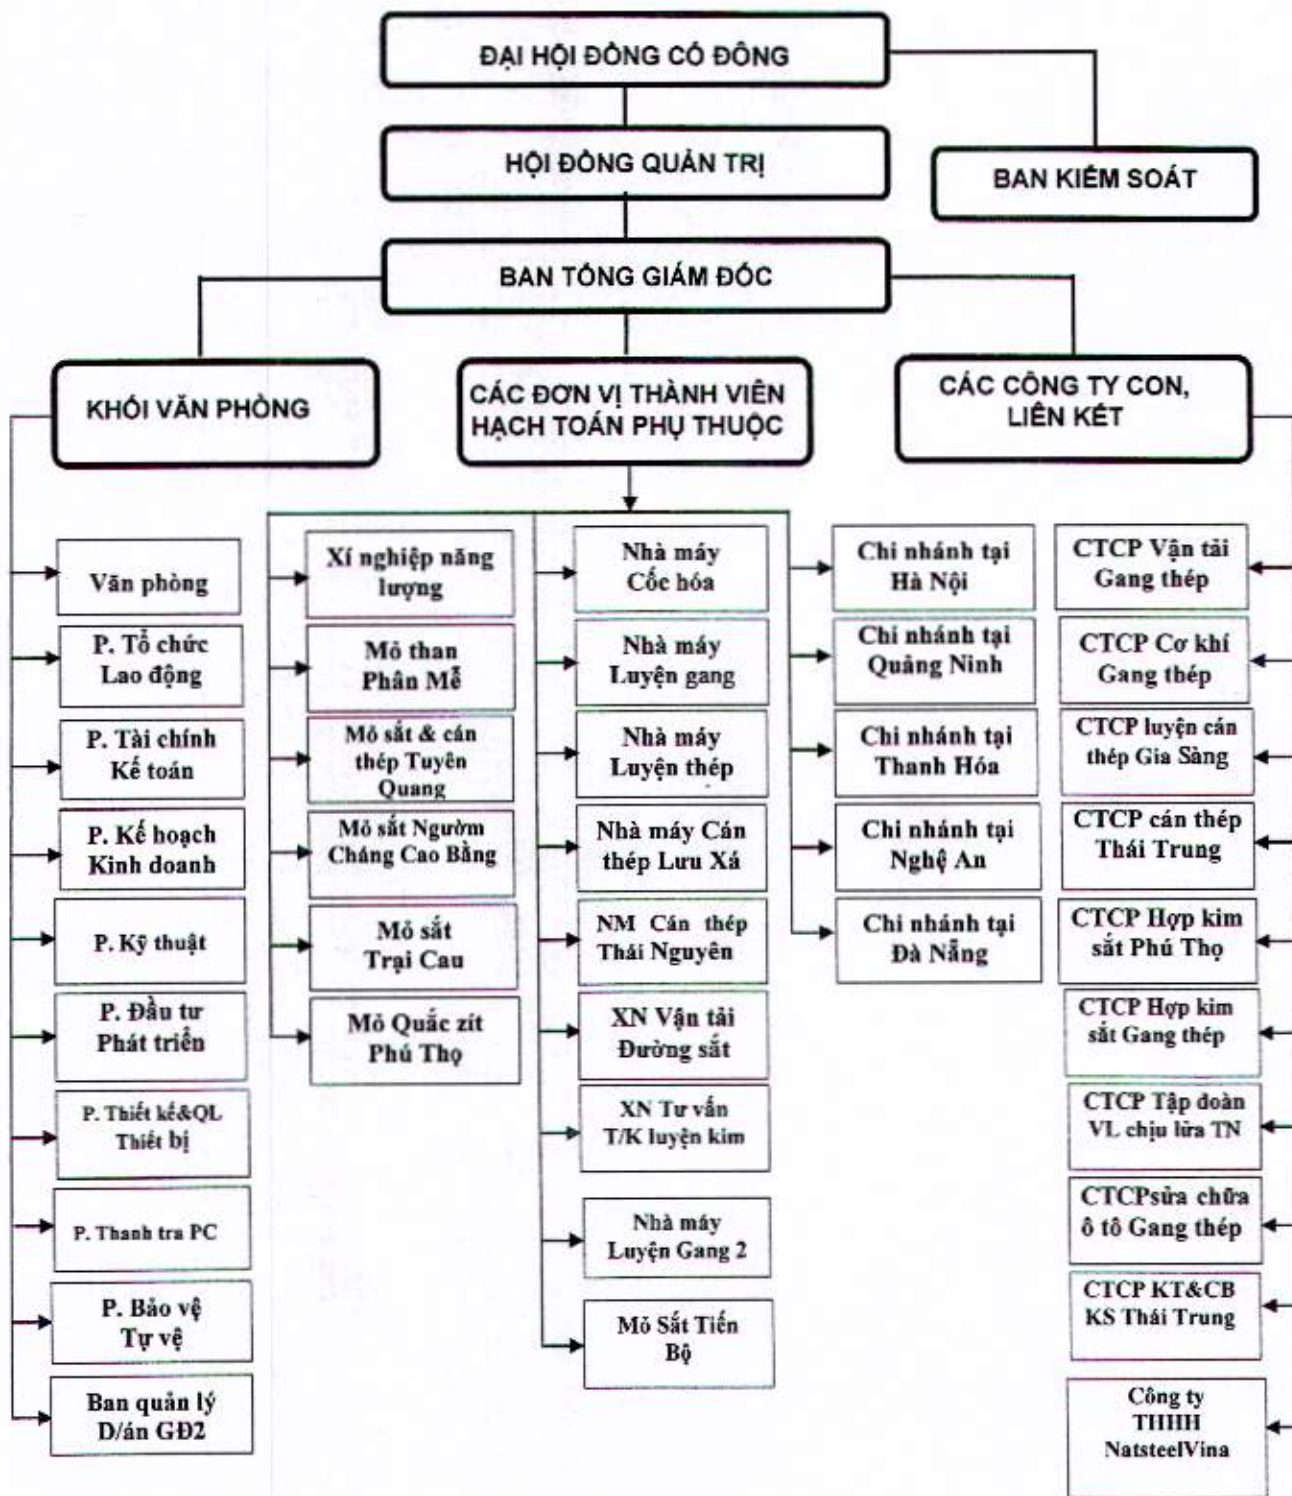 ĐẠI HỘI ĐỒNG CỔ ĐÔNG
HỘI ĐỒNG QUẢN TRỊ
BAN KIỂM SOÁT
BAN TỔNG GIÁM ĐỐC
KHỐI VĂN PHÒNG
CÁC ĐƠN VỊ THÀNH VIÊN
HẠCH TOÁN PHỤ THUỘC
CÁC CÔNG TY CON,
LIÊN KẾT
Văn phòng
P. Tổ chức
Lao động
P. Tài chính
Kế toán
P. Kế hoạch
Kinh doanh
P. Kỹ thuật
P. Đầu tư
Phát triển
P. Thiết kế&QL
Thiết bị
P. Thanh tra PC
P. Bảo vệ
Tự vệ
Ban quản lý
D/án GĐ2
Xí nghiệp năng
lượng
Mỏ than
Phấn Mễ
Mỏ sắt & cán
thép Tuyên
Quang
Mỏ sắt Ngườm
Cháng Cao Bằng
Mỏ sắt
Trại Cau
Mỏ Quắc zít
Phú Thọ
Nhà máy
Cốc hóa
Nhà máy
Luyện gang
Nhà máy
Luyện thép
Nhà máy Cán
thép Lưu Xá
NM Cán thép
Thái Nguyên
XN Vận tải
Đường sắt
XN Tư vấn
T/K luyện kim
Nhà máy
Luyện Gang 2
Mỏ Sắt Tiến
Bộ
Chi nhánh tại
Hà Nội
Chi nhánh tại
Quảng Ninh
Chi nhánh tại
Thanh Hóa
Chi nhánh tại
Nghệ An
Chi nhánh tại
Đà Nẵng
CTCP Vận tải
Gang thép
CTCP Cơ khí
Gang thép
CTCP luyện cán
thép Gia Sàng
CTCP cán thép
Thái Trung
CTCP Hợp kim
sắt Phú Thọ
CTCP Hợp kim
sắt Gang thép
CTCP Tập đoàn
VL chịu lửa TN
CTCPsửa chữa
ô tô Gang thép
CTCP KT&CB
KS Thái Trung
Công ty
THHH
NatsteelVina